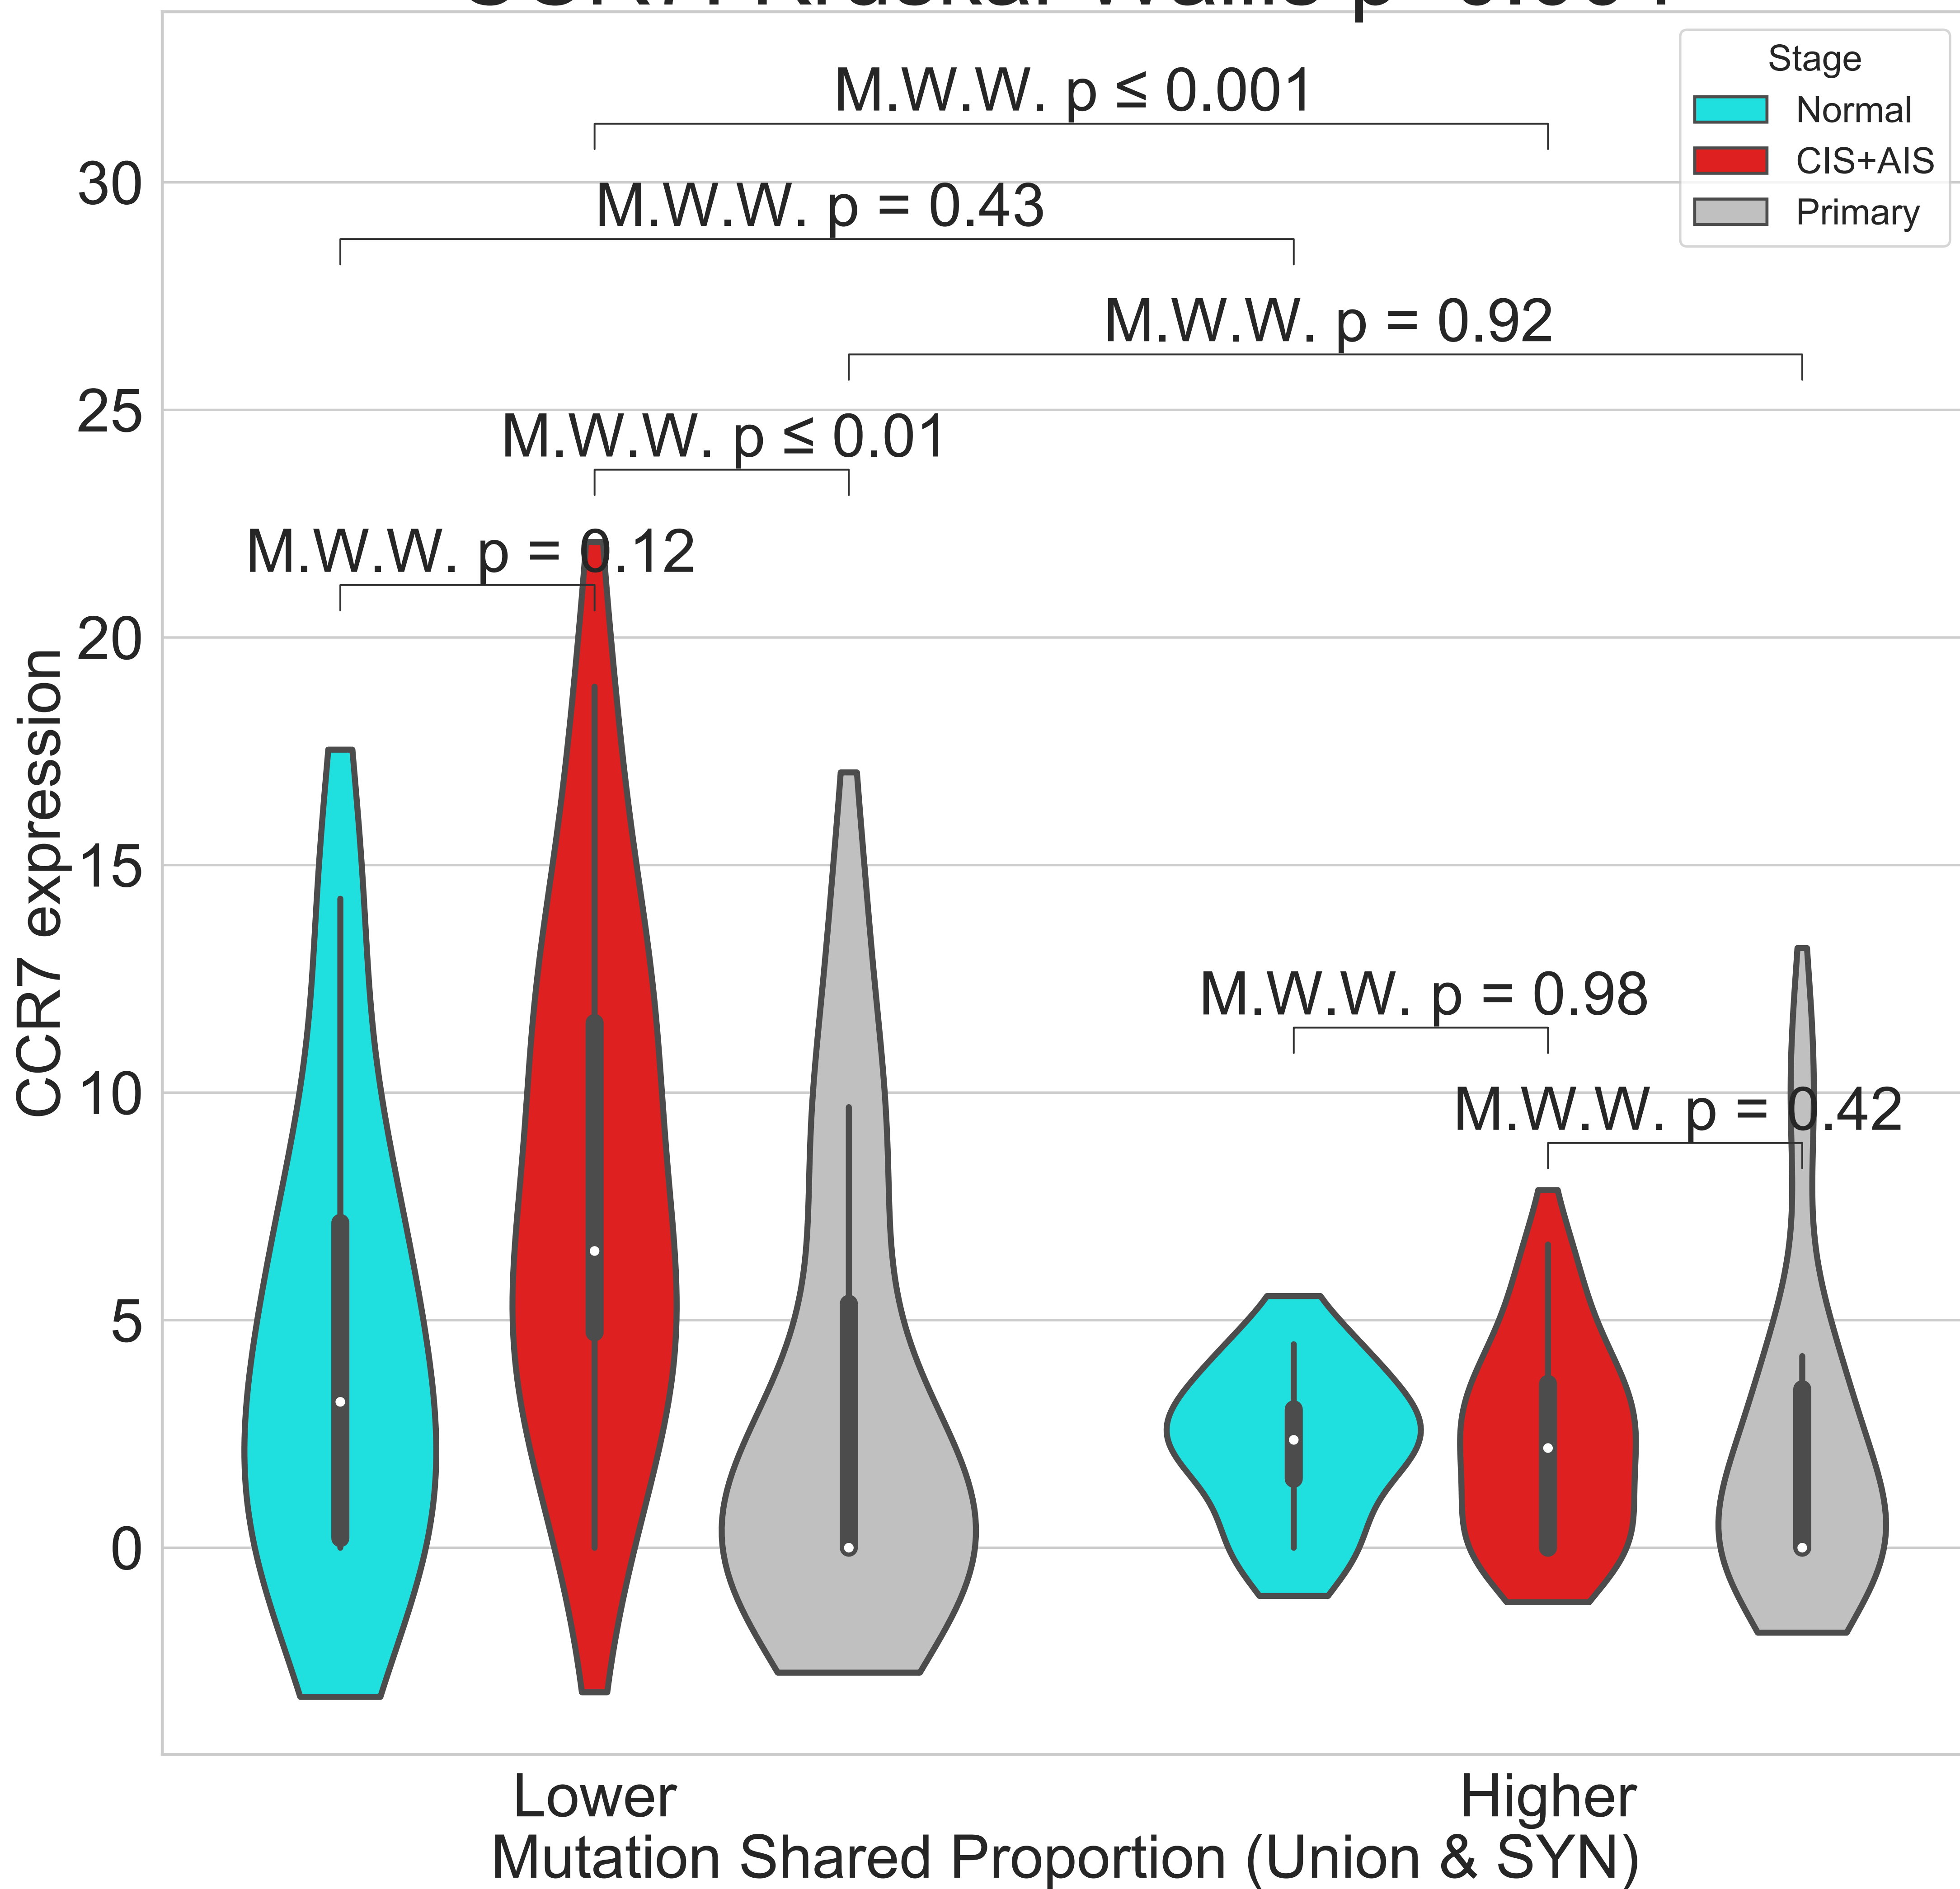 Stage
Normal
CIS+AIS
Primary
M.W.W. p ≤ 0.001
M.W.W. p = 0.43
M.W.W. p = 0.92
M.W.W. p ≤ 0.01
M.W.W. p = 0.12
M.W.W. p = 0.98
M.W.W. p = 0.42
30
25
20
15
10
5
0
CCR7 expression
Lower
Higher
Mutation Shared Proportion (Union & SYN)